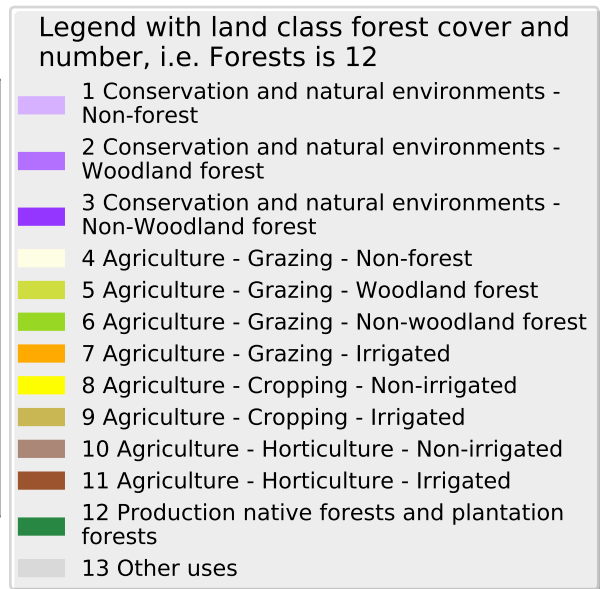 Legend with land class forest cover and
number, i.e. Forests is 12
1 Conservation and natural environments -
Non-forest
2 Conservation and natural environments -
Woodland forest
3 Conservation and natural environments -
Non-Woodland forest
4 Agriculture - Grazing - Non-forest
5 Agriculture - Grazing - Woodland forest
6 Agriculture - Grazing - Non-woodland forest
7 Agriculture - Grazing - Irrigated
8 Agriculture - Cropping - Non-irrigated
9 Agriculture - Cropping - Irrigated
10 Agriculture - Horticulture - Non-irrigated
11 Agriculture - Horticulture - Irrigated
12 Production native forests and plantation
forests
13 Other uses